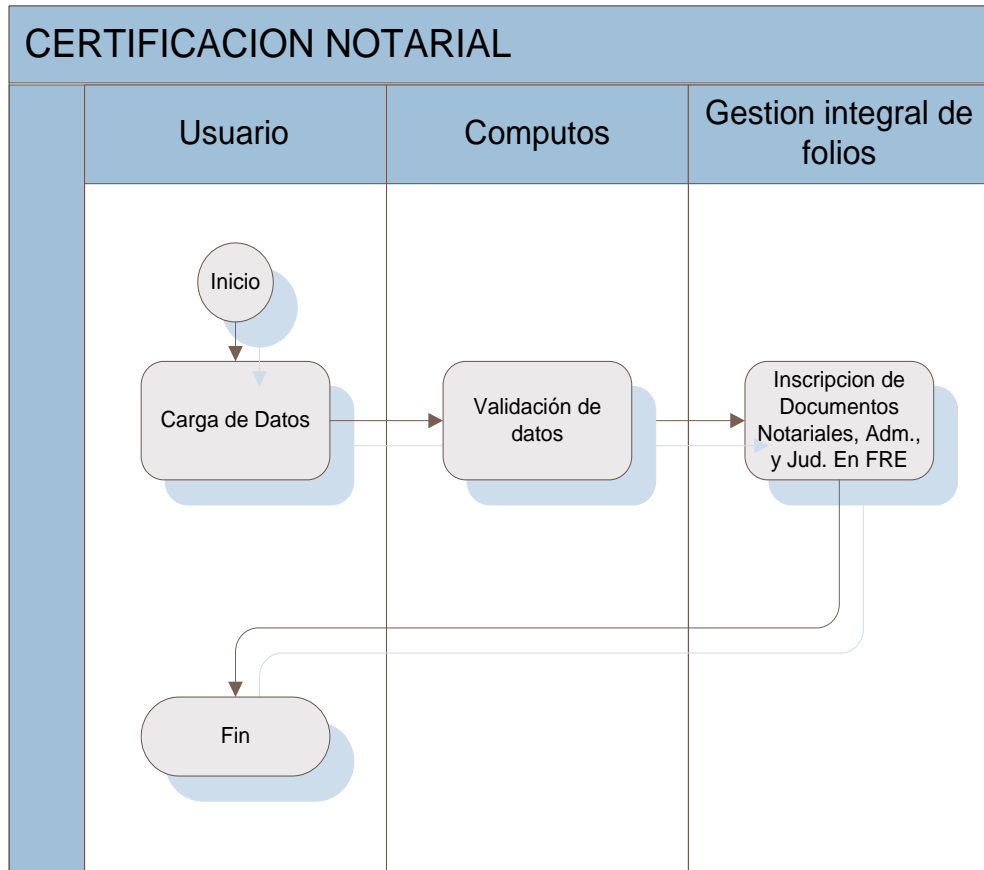 CERTIFICACION NOTARIAL
Usuario
Computos
Gestion integral de
folios
Inicio
Carga de Datos
Validación de
datos
Inscripcion de
Documentos
Notariales, Adm.,
y Jud. En FRE
Fin